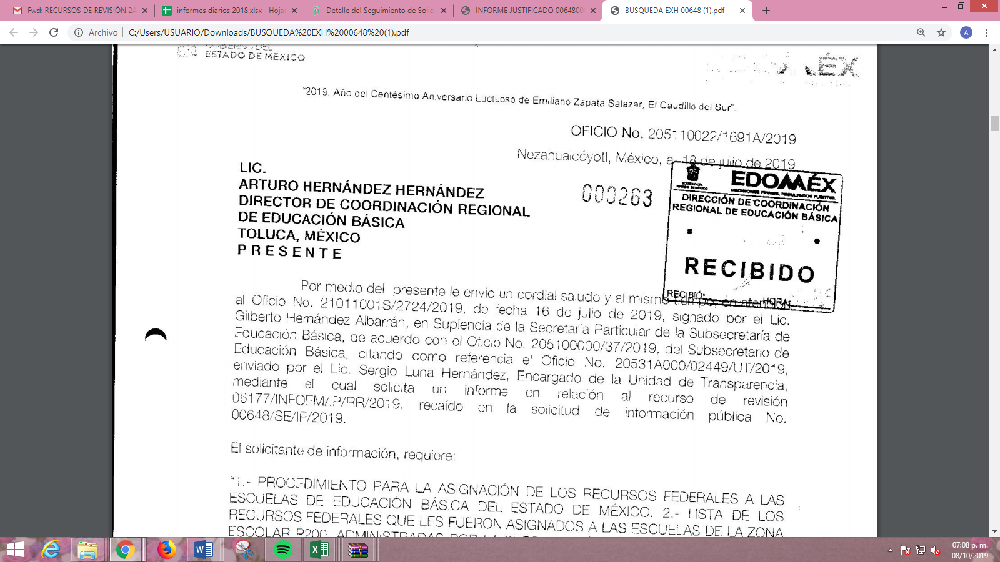 Fwd: RECURSOS DE REVISIÓN 2A
informes diarios 2018.xlsx - Hoja
Detalle del Seguimiento de Solic
INFORME JUSTIFICADO 0064800
BUSQUEDA EXH 00648 (1).pdf
Archivo
C:/Users/USUARIO/Downloads/BUSQUEDA%20EXH%2000648%20(1).pdf
A
GOBIERNO DEL
ESTADO DE MÉXICO
"2019. Año del Centésimo Aniversario Luctuoso de Emiliano Zapata Salazar, El Caudillo del Sur".
OFICIO No. 205110022/1691A/2019
Nezahualcóyotl, México, a 18 de julio de 2019
LIC.
ARTURO HERNÁNDEZ HERNÁNDEZ
DIRECTOR DE COORDINACIÓN REGIONAL
DE EDUCACIÓN BÁSICA
TOLUCA, MÉXICO
P R E S E N T E
000263
EDOMÉX
DECISIONES FIRMES, RESULTADOS FUERTES.
DIRECCIÓN DE COORDINACIÓN
REGIONAL DE EDUCACIÓN BÁSICA
RECIBIDO
RECIBIÓ: HORA:
Por medio del presente le envío un cordial saludo y al mismo tiempo, en atención
al Oficio No. 21011001S/2724/2019, de fecha 16 de julio de 2019, signado por el Lic.
Gilberto Hernández Albarrán, en Suplencia de la Secretaría Particular de la Subsecretaría de
Educación Básica, de acuerdo con el Oficio No. 205100000/37/2019, del Subsecretario de
Educación Básica, citando como referencia el Oficio No. 20531A000/02449/UT/2019,
enviado por el Lic. Sergio Luna Hernández, Encargado de la Unidad de Transparencia,
mediante el cual solicita un informe en relación al recurso de revisión
06177/INFOEM/IP/RR/2019, recaído en la solicitud de información pública No.
00648/SE/IP/2019.
El solicitante de información, requiere:
"1.- PROCEDIMIENTO PARA LA ASIGNACIÓN DE LOS RECURSOS FEDERALES A LAS
ESCUELAS DE EDUCACIÓN BÁSICA DEL ESTADO DE MÉXICO. 2.- LISTA DE LOS
RECURSOS FEDERALES QUE LES FUERON ASIGNADOS A LAS ESCUELAS DE LA ZONA
ESCOLAR P200, ADMINISTRADAS POR LA
07:08 p. m.
08/10/2019